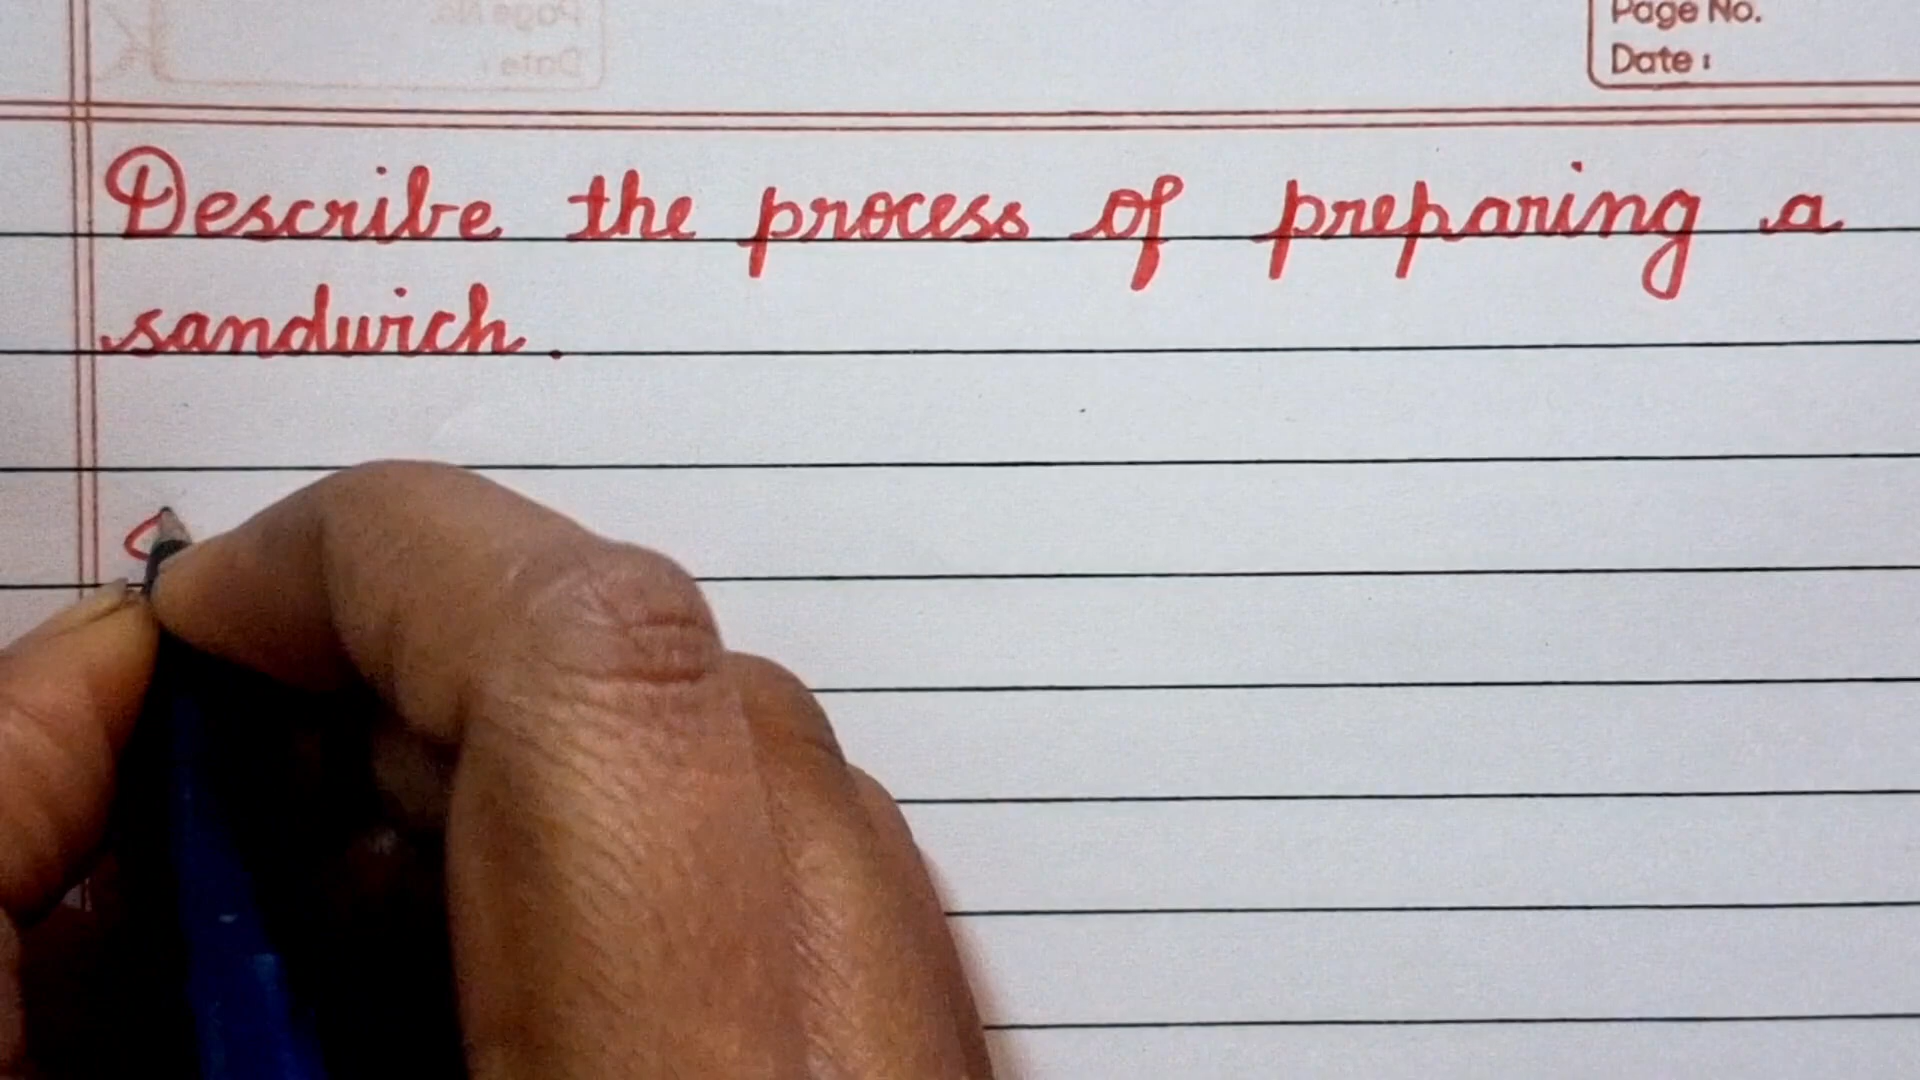 Page No.
Date :
Describe the process of preparing a
sandwich.